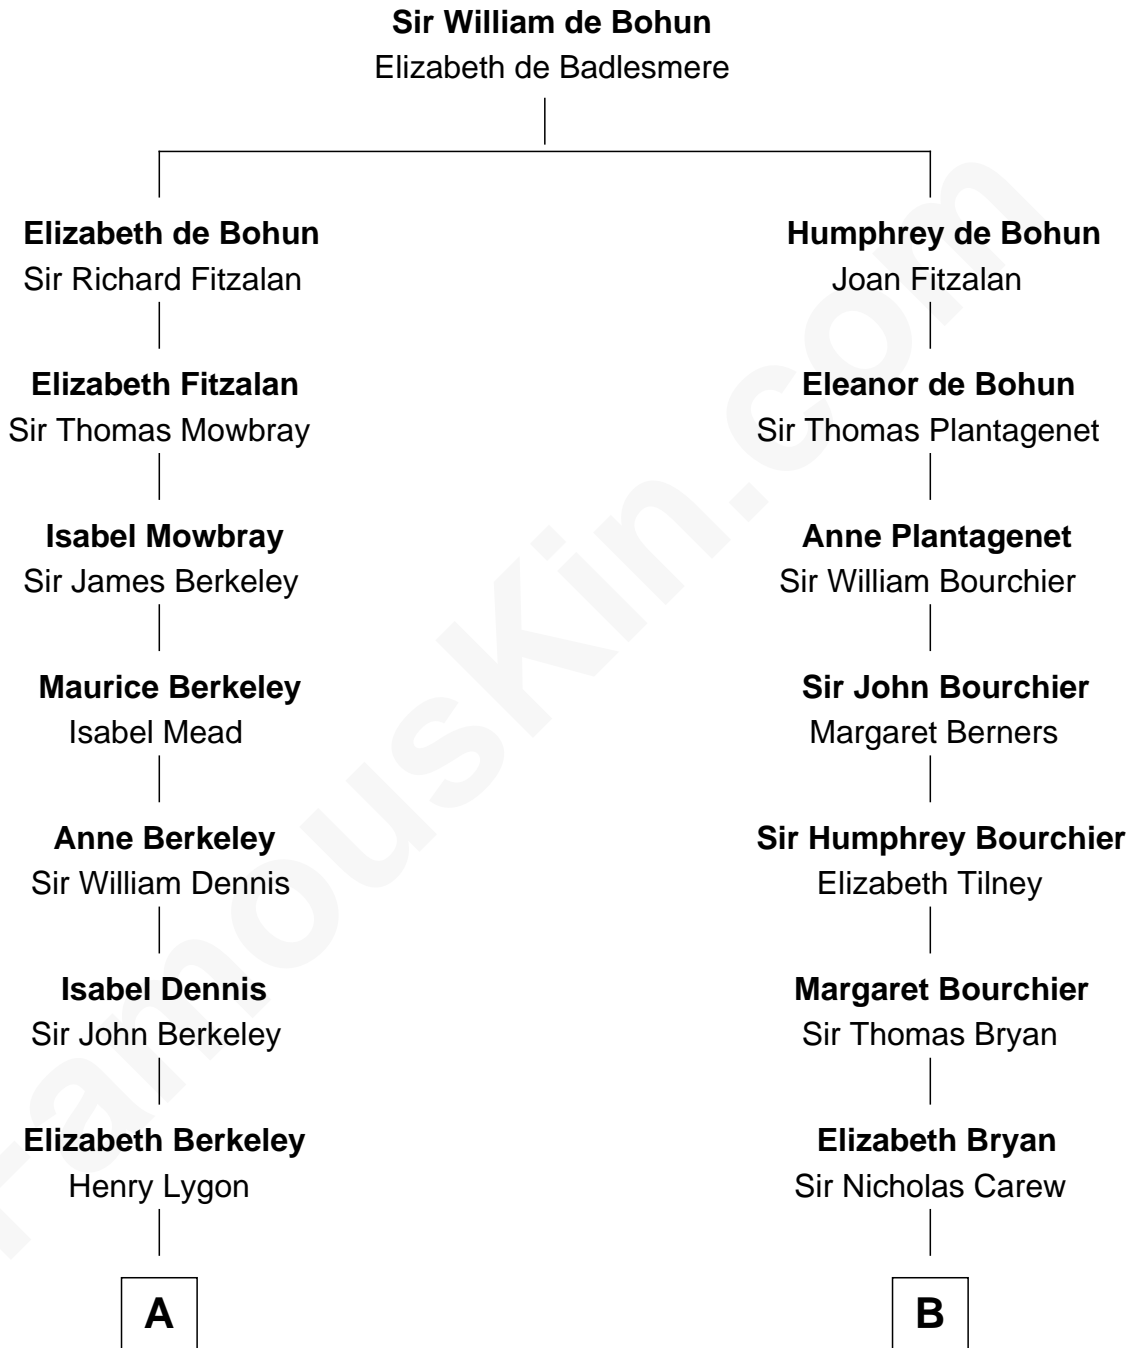 Sir William de Bohun
Elizabeth de Badlesmere
Elizabeth de Bohun
Sir Richard Fitzalan
Humphrey de Bohun
Joan Fitzalan
Elizabeth Fitzalan
Sir Thomas Mowbray
Eleanor de Bohun
Sir Thomas Plantagenet
Isabel Mowbray
Sir James Berkeley
Anne Plantagenet
Sir William Bourchier
Maurice Berkeley
Isabel Mead
Sir John Bourchier
Margaret Berners
Anne Berkeley
Sir William Dennis
Sir Humphrey Bourchier
Elizabeth Tilney
Isabel Dennis
Sir John Berkeley
Margaret Bourchier
Sir Thomas Bryan
Elizabeth Berkeley
Henry Lygon
Elizabeth Bryan
Sir Nicholas Carew
A
B
FamousKin.com